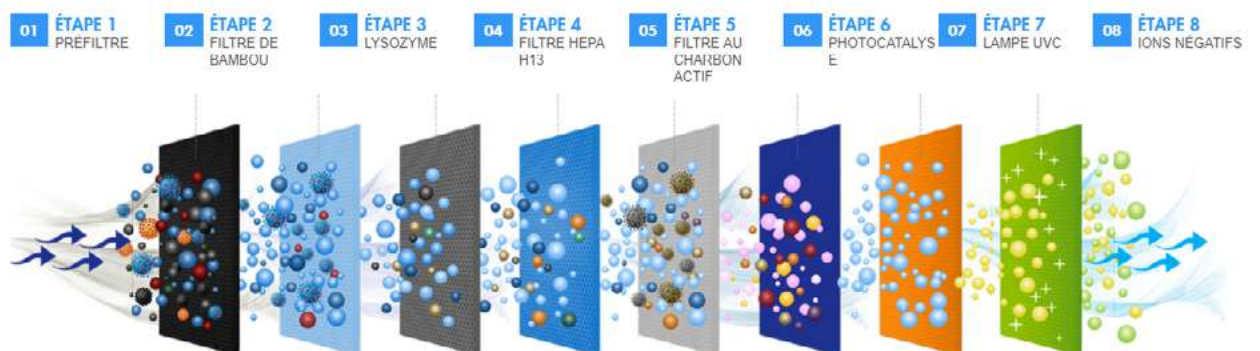 01 ÉTAPE 1
PRÉFILTRE
02 ÉTAPE 2
FILTRE DE
BAMBOU
03 ÉTAPE 3
LYSOZYME
04 ÉTAPE 4
FILTRE HEPA
H13
05 ÉTAPE 5
FILTRE AU
CHARBON
ACTIF
06 ÉTAPE 6
PHOTOCATALYS
E
07 ÉTAPE 7
LAMPE UVC
08 ÉTAPE 8
IONS NÉGATIFS